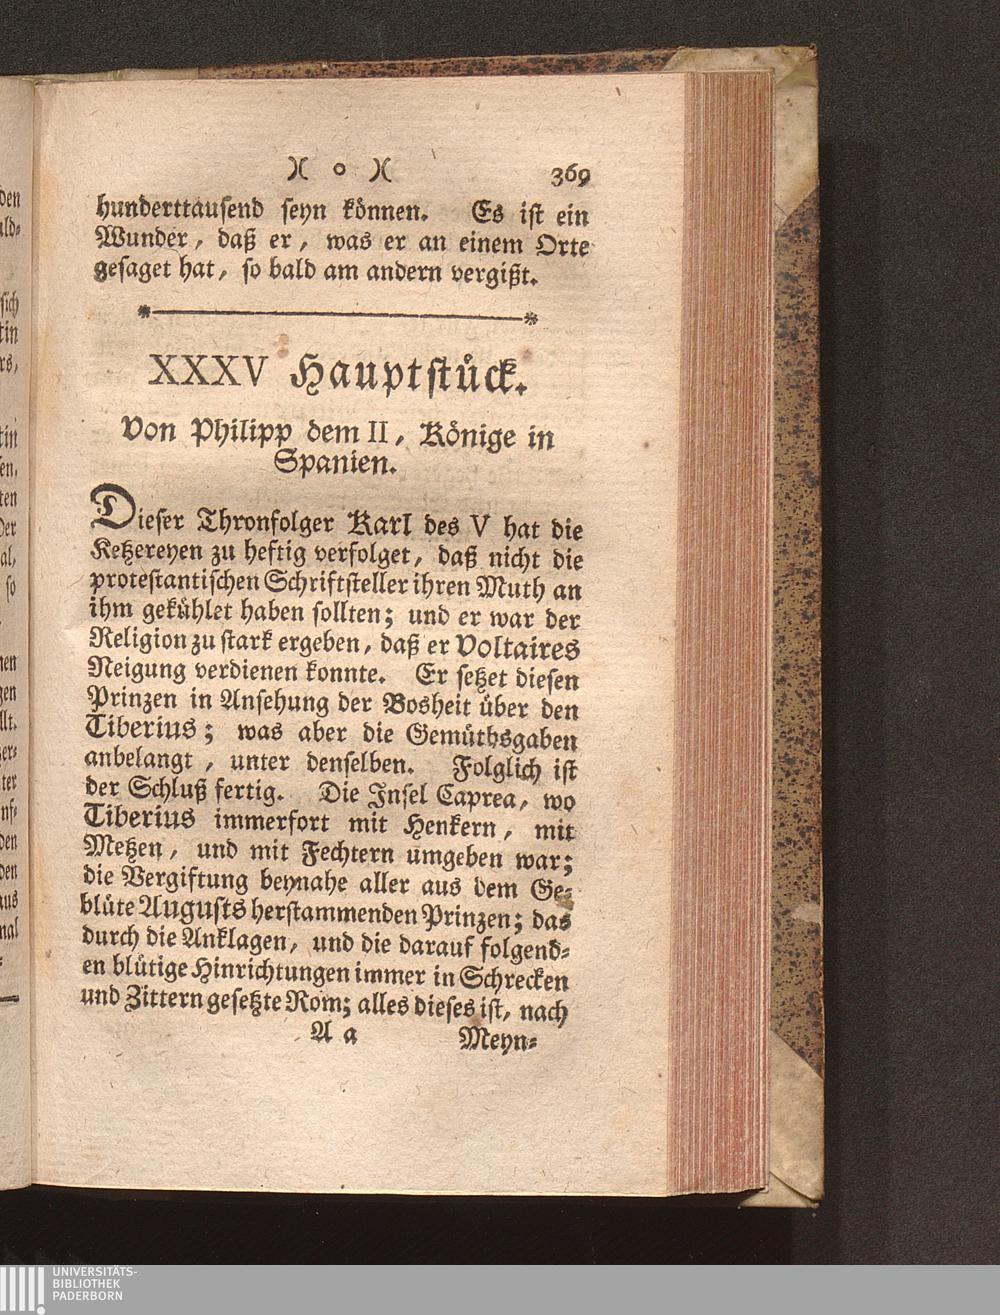 )( o )( 369
hunderttausend seyn können. Es ist ein
Wunder, daß er, was er an einem Orte
gesaget hat, so bald am andern vergißt.
XXXV Hauptstück.
Von Philipp dem II, Könige in
Spanien.
Dieser Thronfolger Karl des V hat die
Ketzereyen zu heftig verfolget, daß nicht die
protestantischen Schriftsteller ihren Muth an
ihm gekühlet haben sollten; und er war der
Religion zu stark ergeben, daß er Voltaires
Neigung verdienen konnte. Er setzet diesen
Prinzen in Ansehung der Bosheit über den
Tiberius; was aber die Gemüthsgaben
anbelangt, unter denselben. Folglich ist
der Schluß fertig. Die Insel Caprea, wo
Tiberius immerfort mit Henkern, mit
Metzen, und mit Fechtern umgeben war;
die Vergiftung beynahe aller aus dem Ge-
blüte Augusts herstammenden Prinzen; das
durch die Anklagen, und die darauf folgend-
en blütige Hinrichtungen immer in Schrecken
und Zittern gesetzte Rom; alles dieses ist, nach
A a Meyn-
UNIVERSITÄTS-
BIBLIOTHEK
PADERBORN